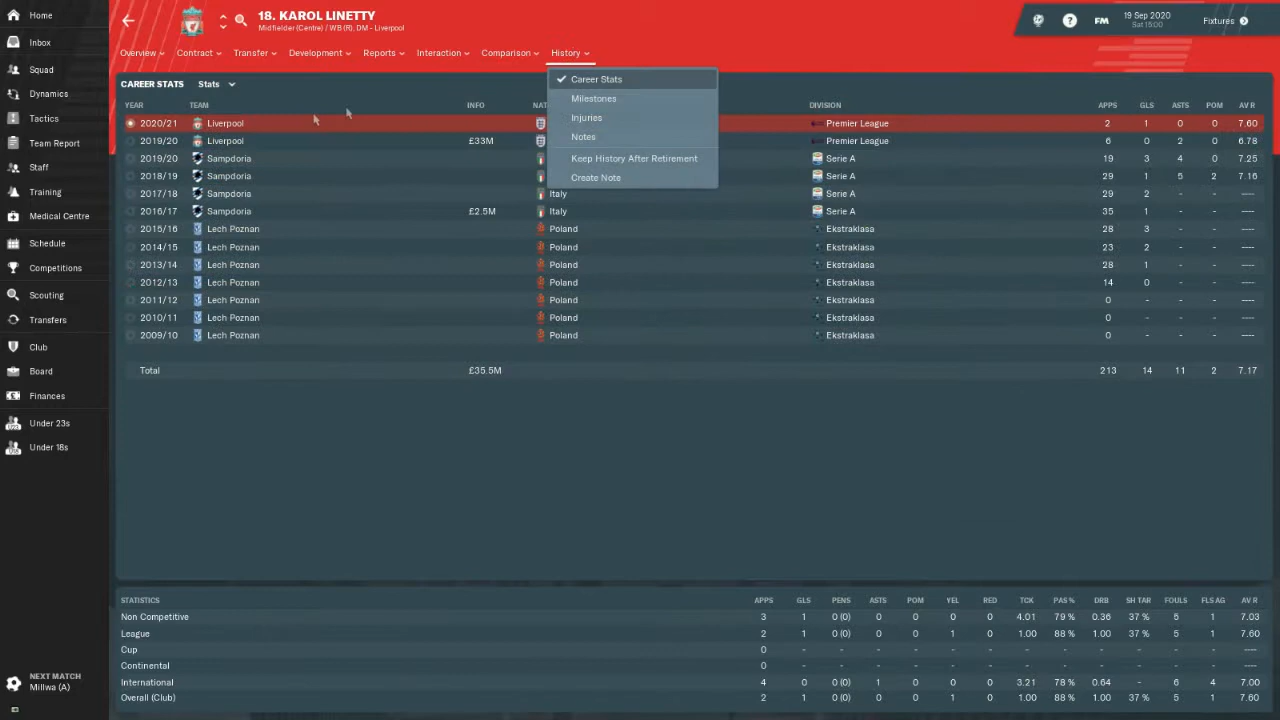 Home
Inbox
Squad
Dynamics
Tactics
Team Report
Staff
Training
Medical Centre
Schedule
Competitions
Scouting
Transfers
Club
Board
Finances
Under 23s
Under 18s
NEXT MATCH
Millwa (A)
18. KAROL LINETTY
Midfielder (Centre) / WB (R), DM - Liverpool
FM
19 Sep 2020
Sat 15:00
Fixtures
Overview Contract Transfer Development Reports Interaction Comparison History
Career Stats
Milestones
Injuries
Notes
Keep History After Retirement
Create Note
CAREER STATS Stats
YEAR TEAM INFO NAT DIVISION APPS GLS ASTS POM AV R
2020/21 Liverpool Premier League 2 1 0 0 7.60
2019/20 Liverpool £33M Premier League 6 0 2 0 6.78
2019/20 Sampdoria Serie A 19 3 4 0 7.25
2018/19 Sampdoria Serie A 29 1 5 2 7.16
2017/18 Sampdoria Italy Serie A 29 2 - - ----
2016/17 Sampdoria £2.5M Italy Serie A 35 1 - - ----
2015/16 Lech Poznan Poland Ekstraklasa 28 3 - - ----
2014/15 Lech Poznan Poland Ekstraklasa 23 2 - - ----
2013/14 Lech Poznan Poland Ekstraklasa 28 1 - - ----
2012/13 Lech Poznan Poland Ekstraklasa 14 0 - - ----
2011/12 Lech Poznan Poland Ekstraklasa 0 - - - ----
2010/11 Lech Poznan Poland Ekstraklasa 0 - - - ----
2009/10 Lech Poznan Poland Ekstraklasa 0 - - - ----
Total £35.5M 213 14 11 2 7.17
STATISTICS APPS GLS PENS ASTS POM YEL RED TCK PAS % DRB SH TAR FOULS FLS AG AV R
Non Competitive 3 1 0 (0) 0 0 0 0 4.01 79 % 0.36 37 % 5 1 7.03
League 2 1 0 (0) 0 0 1 0 1.00 88 % 1.00 37 % 5 1 7.60
Cup 0 - - - - - - - - - - - - ----
Continental 0 - - - - - - - - - - - - ----
International 4 0 0 (0) 1 0 0 0 3.21 78 % 0.64 - 6 4 7.00
Overall (Club) 2 1 0 (0) 0 0 1 0 1.00 88 % 1.00 37 % 5 1 7.60